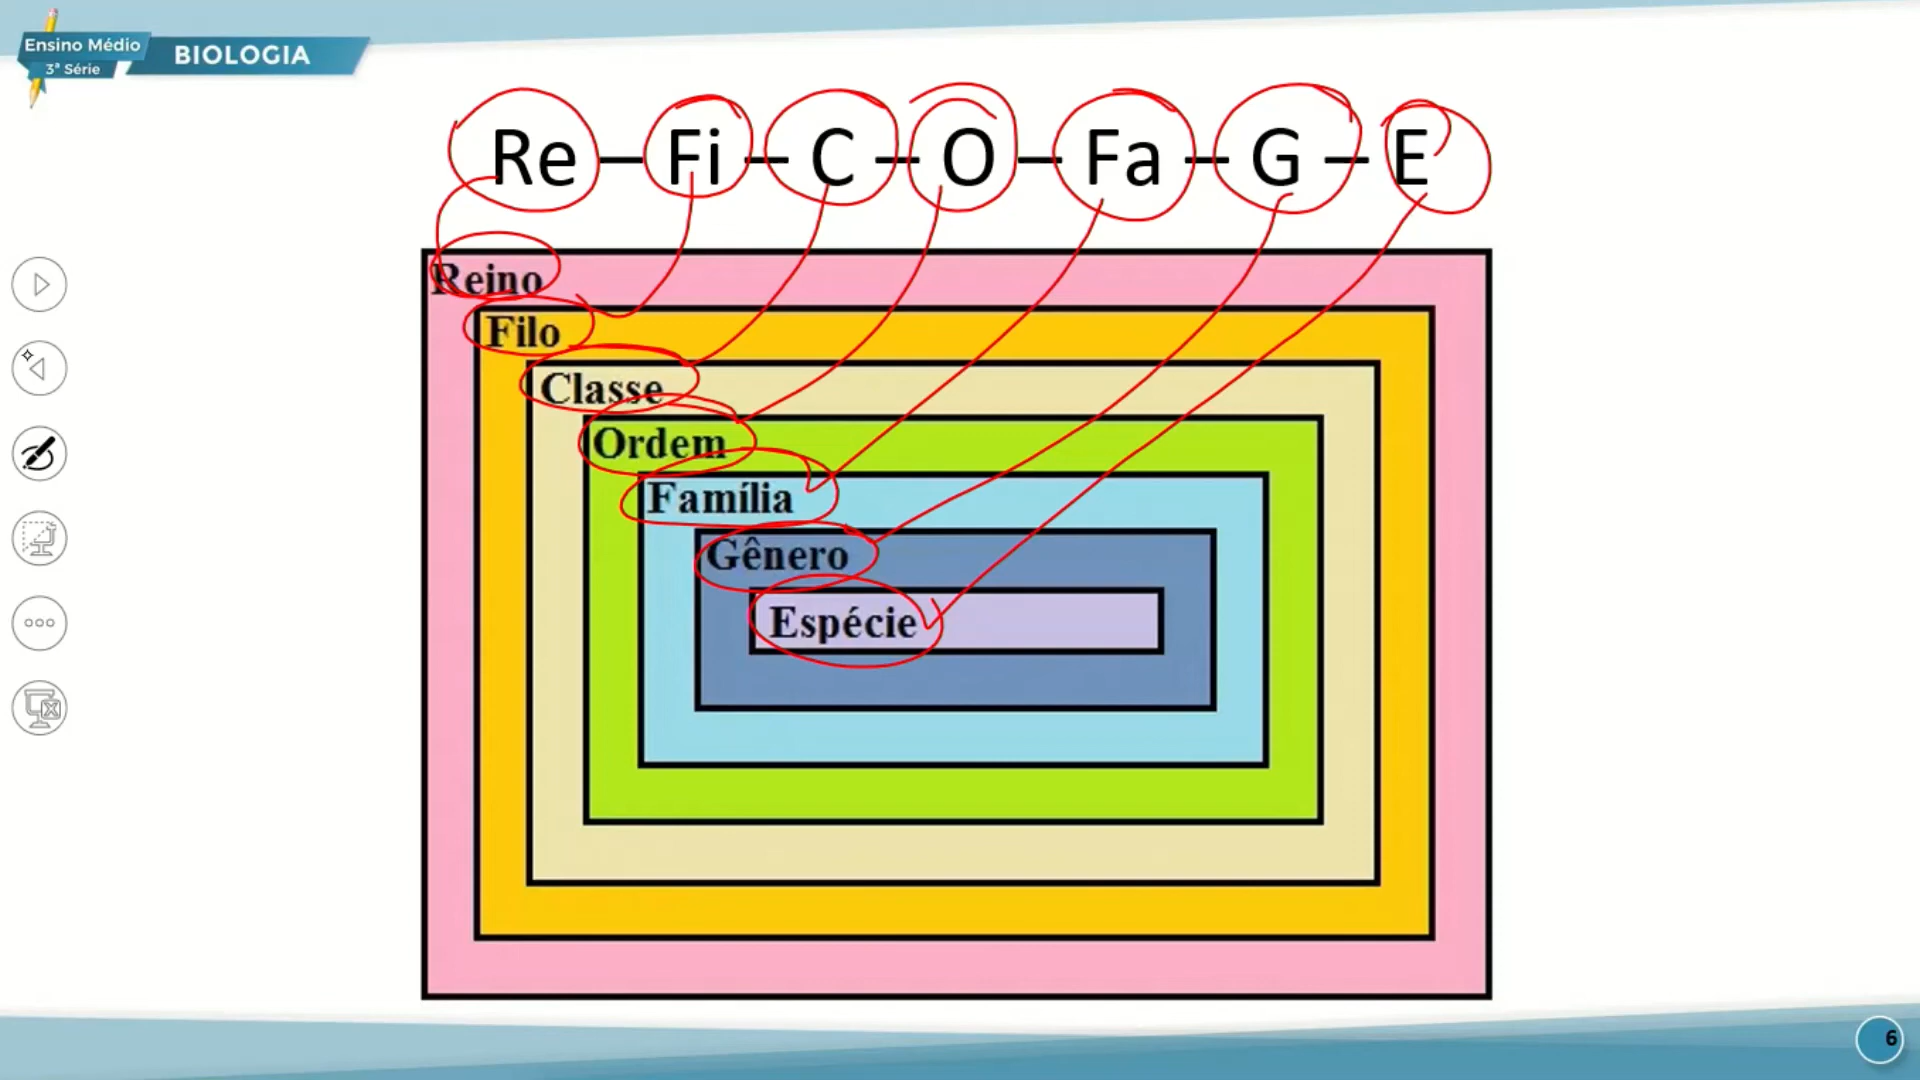 Ensino Médio
3ª Série
BIOLOGIA
Re – Fi – C – O – Fa – G – E
Reino
Filo
Classe
Ordem
Família
Gênero
Espécie
6